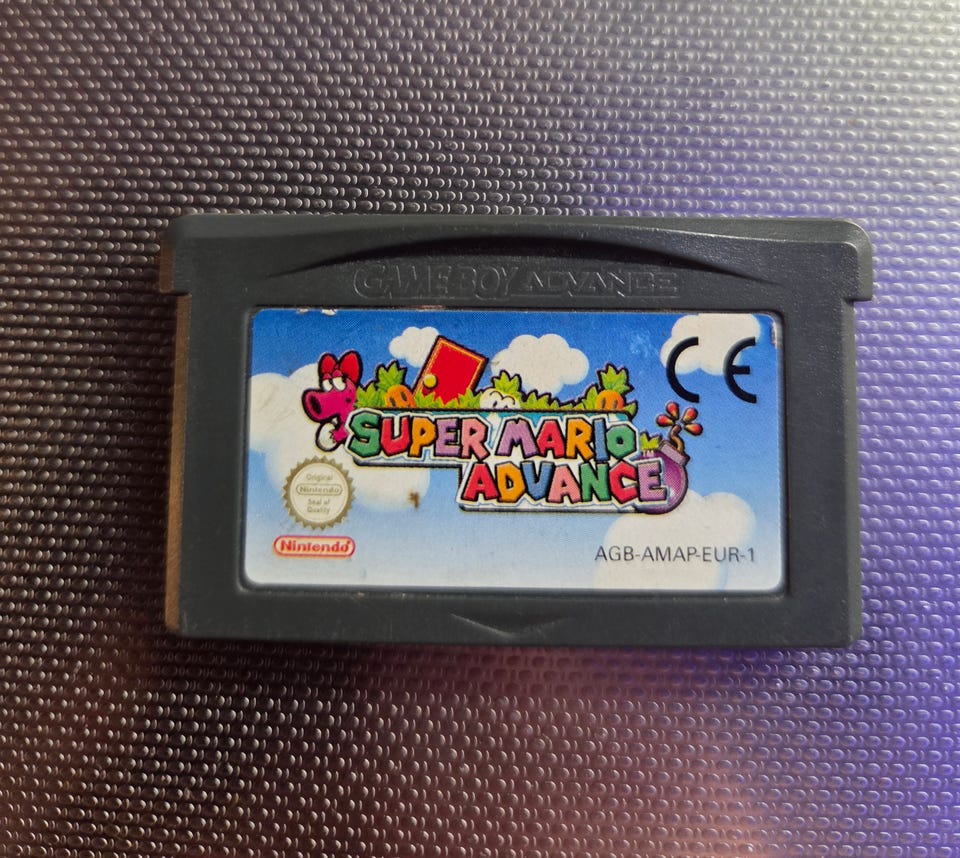 GAME BOY ADVANCE
CE
SUPER MARIO
ADVANCE
Original
Nintendo
Seal of
Quality
Nintendo
AGB-AMAP-EUR-1